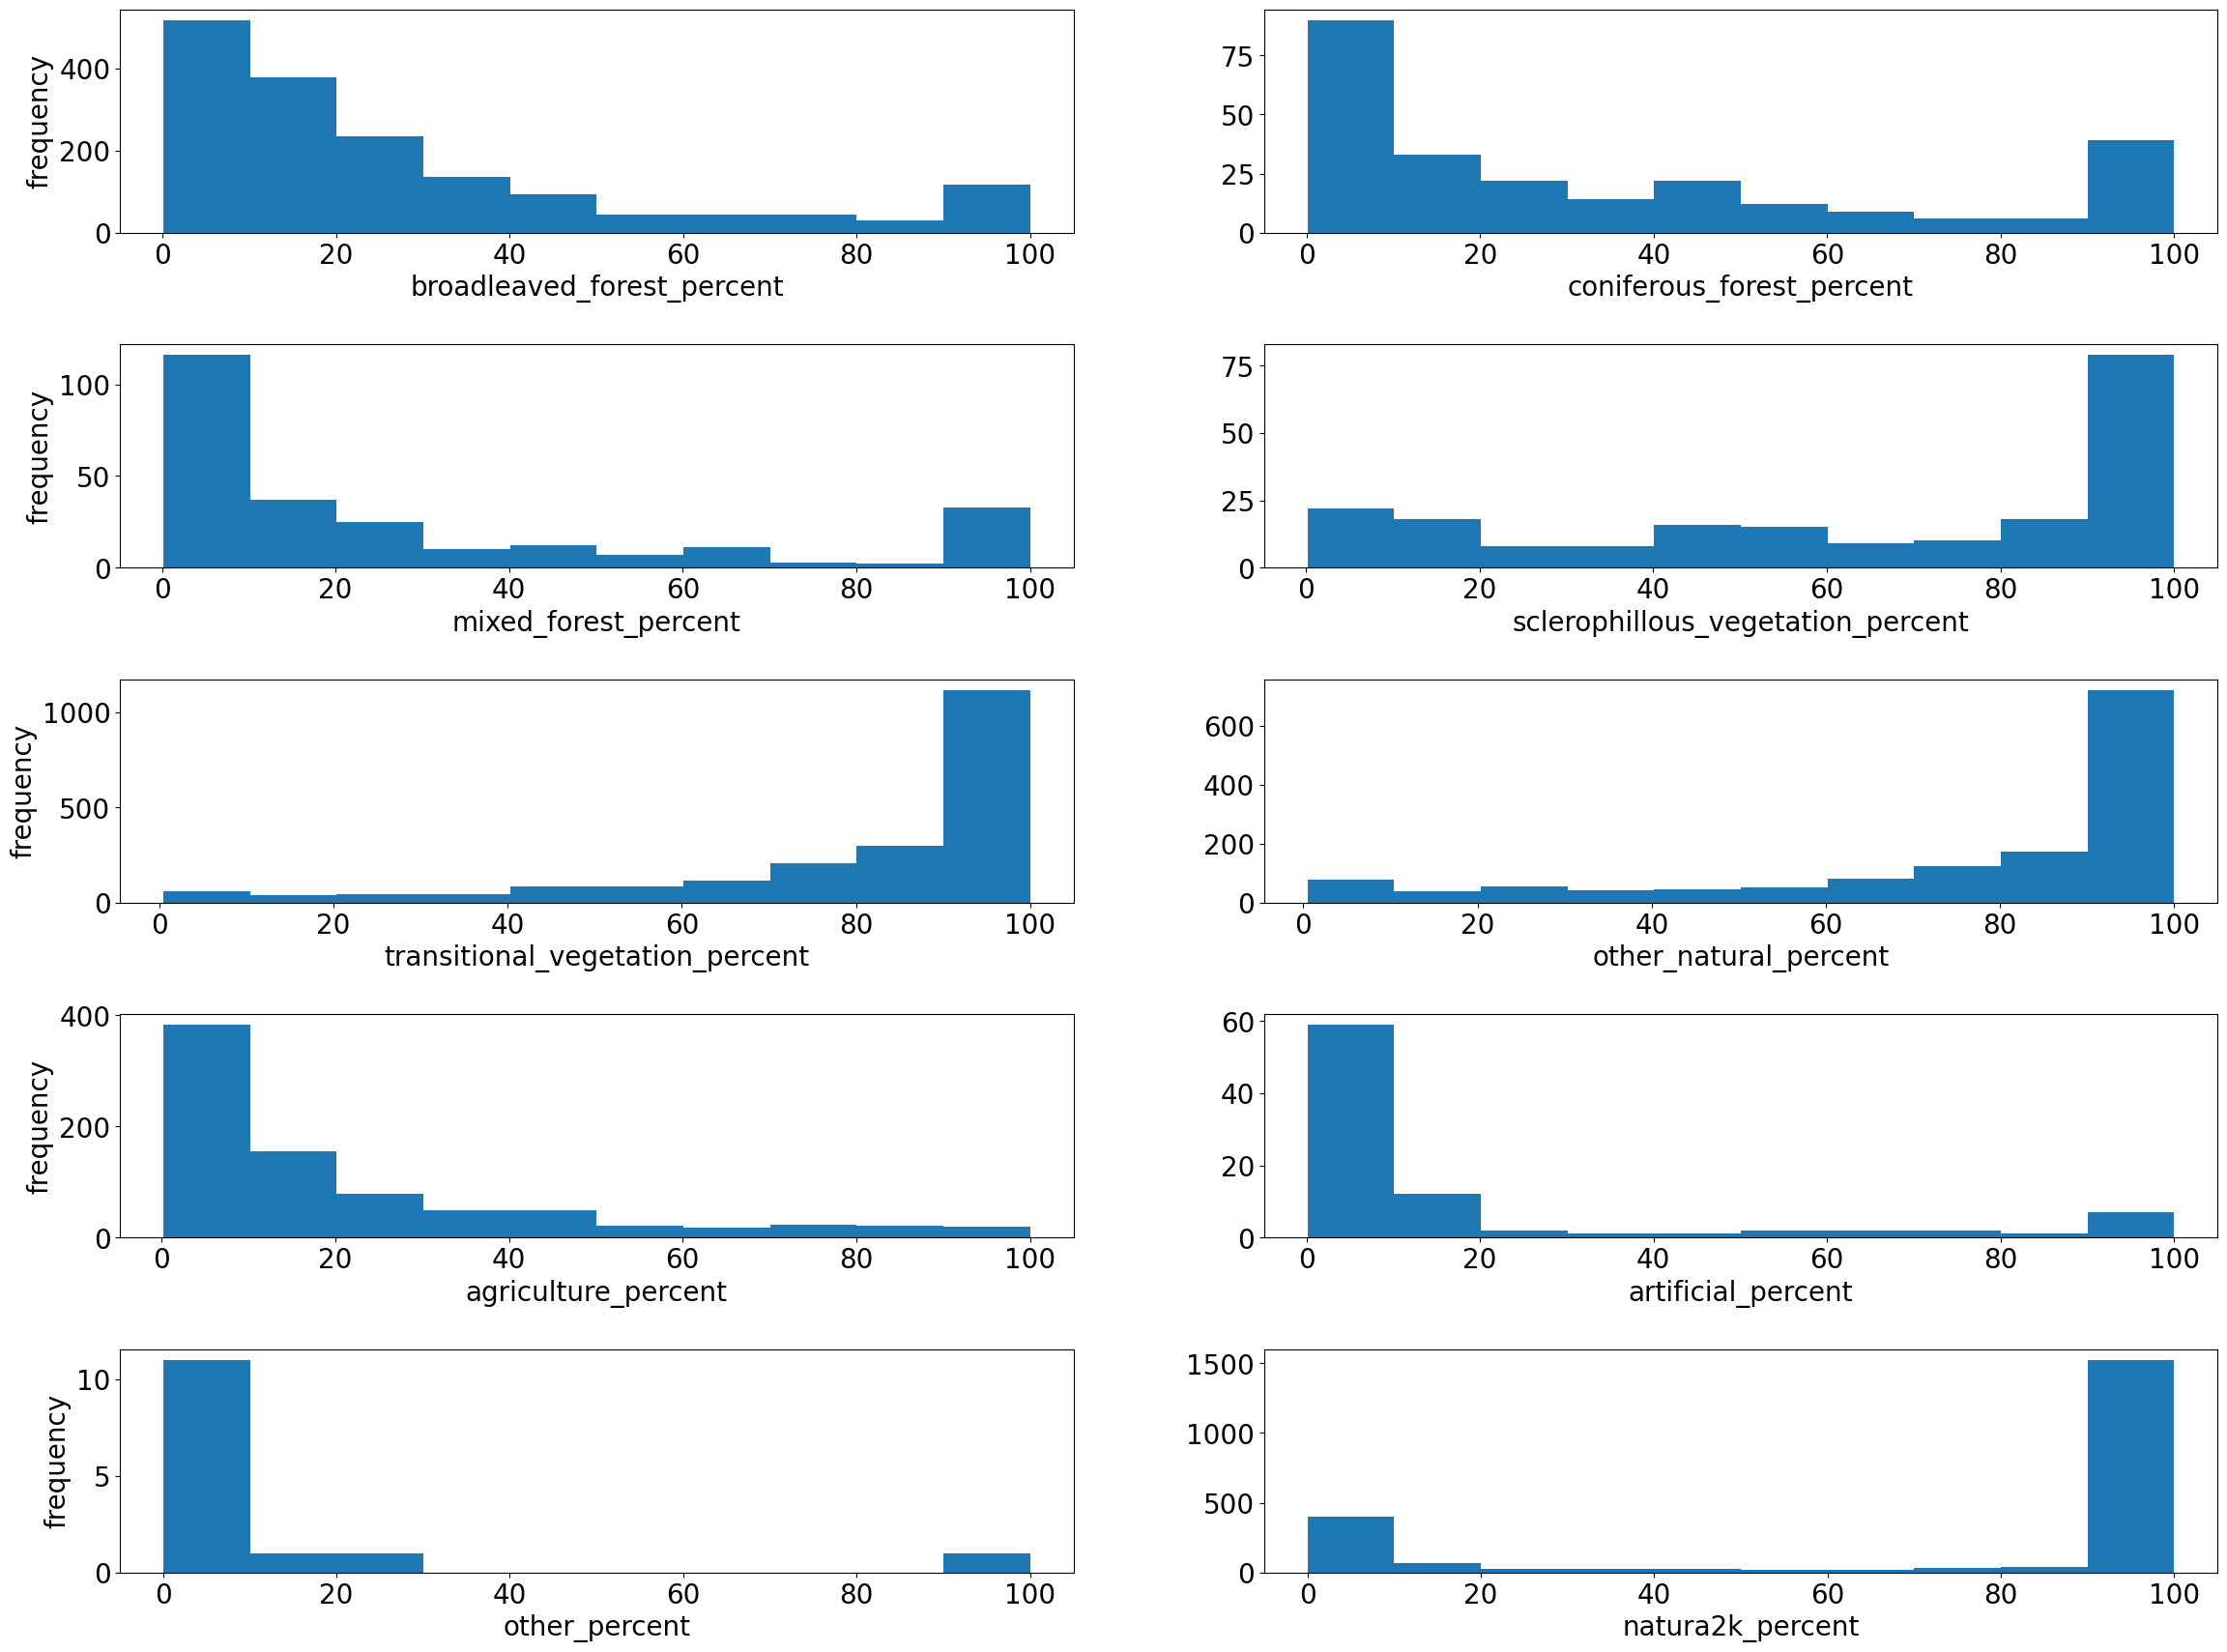 frequency
400
200
0
0 20 40 60 80 100
broadleaved_forest_percent
75
50
25
0
0 20 40 60 80 100
coniferous_forest_percent
frequency
100
50
0
0 20 40 60 80 100
mixed_forest_percent
75
50
25
0
0 20 40 60 80 100
sclerophillous_vegetation_percent
frequency
1000
500
0
0 20 40 60 80 100
transitional_vegetation_percent
600
400
200
0
0 20 40 60 80 100
other_natural_percent
frequency
400
200
0
0 20 40 60 80 100
agriculture_percent
60
40
20
0
0 20 40 60 80 100
artificial_percent
frequency
10
5
0
0 20 40 60 80 100
other_percent
1500
1000
500
0
0 20 40 60 80 100
natura2k_percent